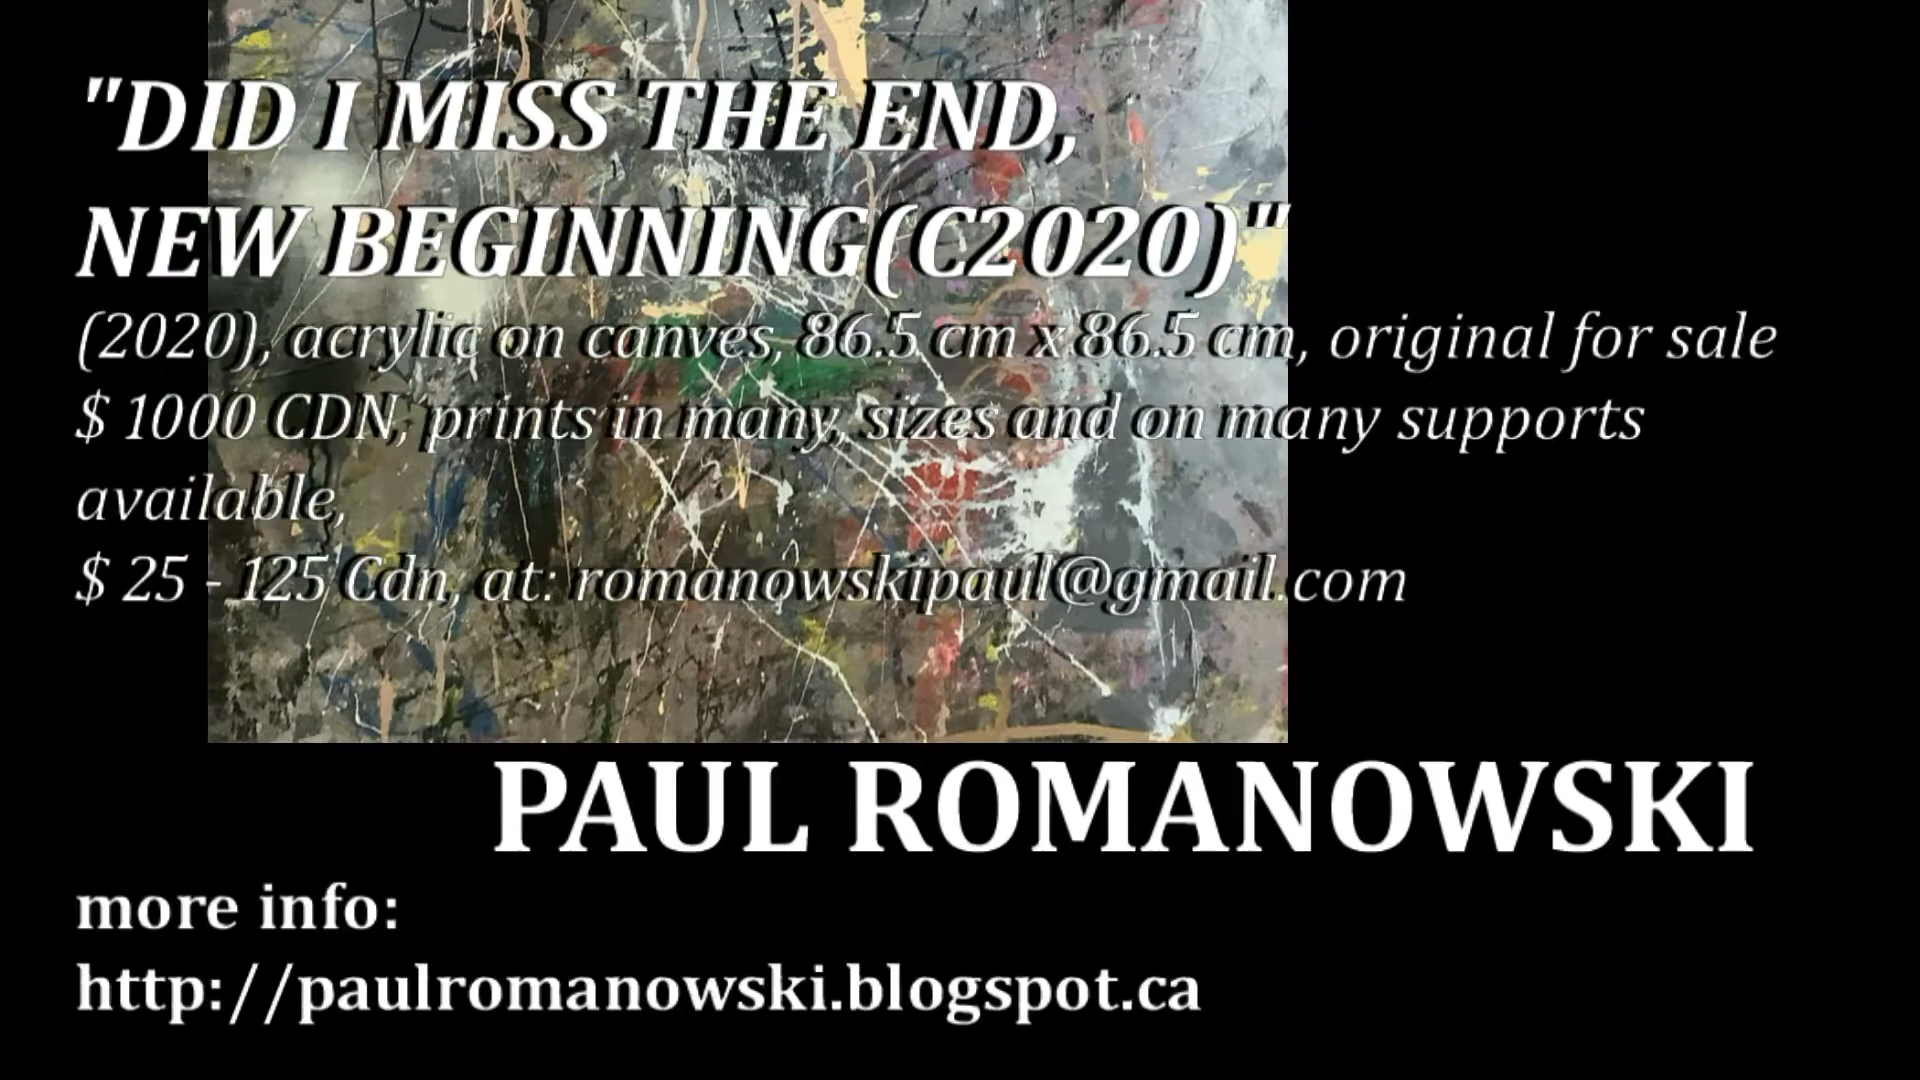 "DID I MISS THE END,
NEW BEGINNING(C2020)"
(2020), acrylic on canves, 86.5 cm x 86.5 cm, original for sale
$ 1000 CDN, prints in many, sizes and on many supports
available,
$ 25 - 125 Cdn, at: romanowskipaul@gmail.com
PAUL ROMANOWSKI
more info:
http://paulromanowski.blogspot.ca